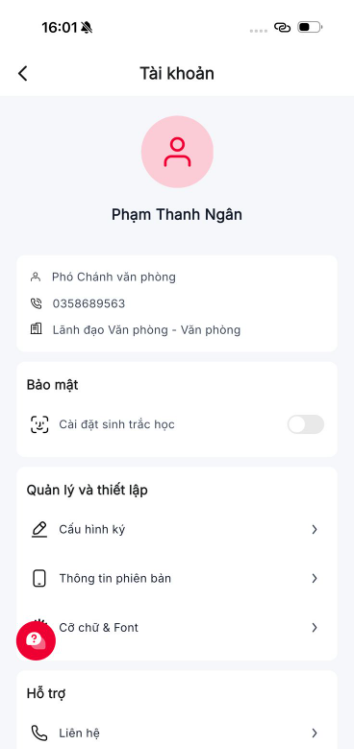 16:01
Tài khoản
Phạm Thanh Ngân
Phó Chánh văn phòng
0358689563
Lãnh đạo Văn phòng - Văn phòng
Bảo mật
Cài đặt sinh trắc học
Quản lý và thiết lập
Cấu hình ký
Thông tin phiên bản
Cỡ chữ & Font
Hỗ trợ
Liên hệ